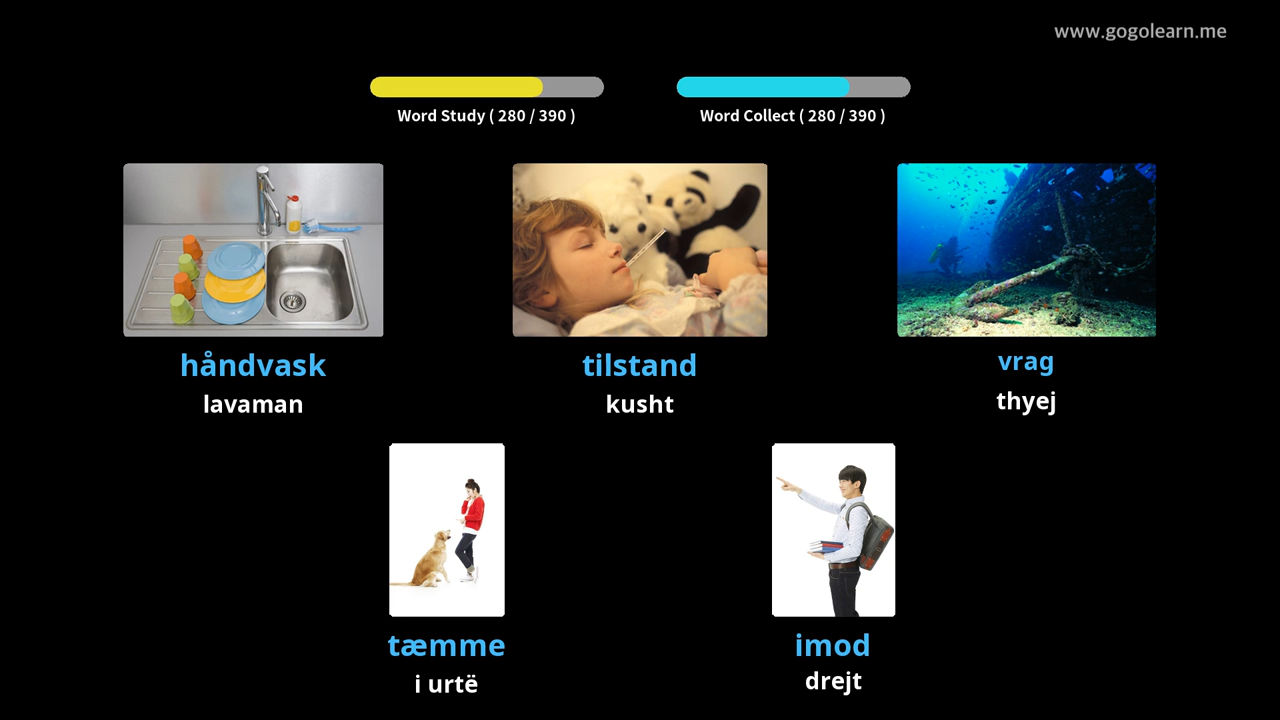 www.gogolearn.me
Word Study ( 280 / 390 )
Word Collect ( 280 / 390 )
håndvask
lavaman
tilstand
kusht
vrag
thyej
tæmme
i urtë
imod
drejt